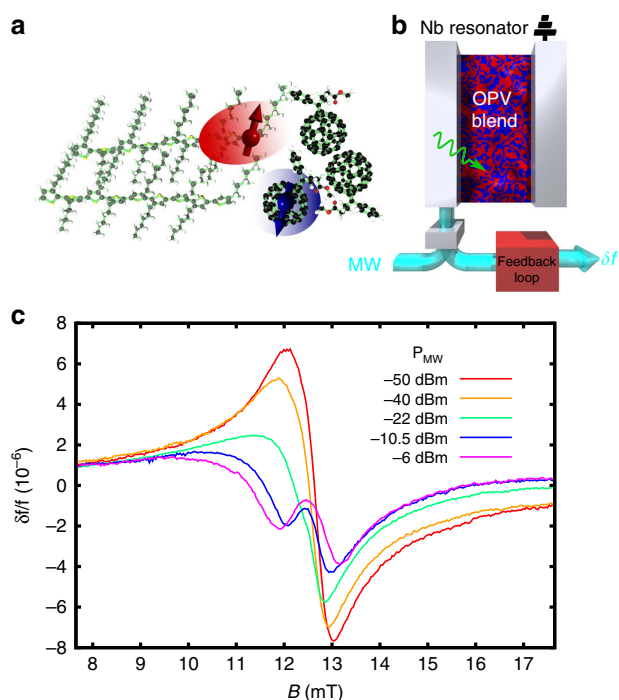 a
b
Nb resonator
OPV
blend
MW
Feedback
loop
δf
c
8
6
4
2
0
−2
−4
−6
−8
δf/f (10⁻⁶)
P_MW
−50 dBm
−40 dBm
−22 dBm
−10.5 dBm
−6 dBm
8 9 10 11 12 13 14 15 16 17
B (mT)